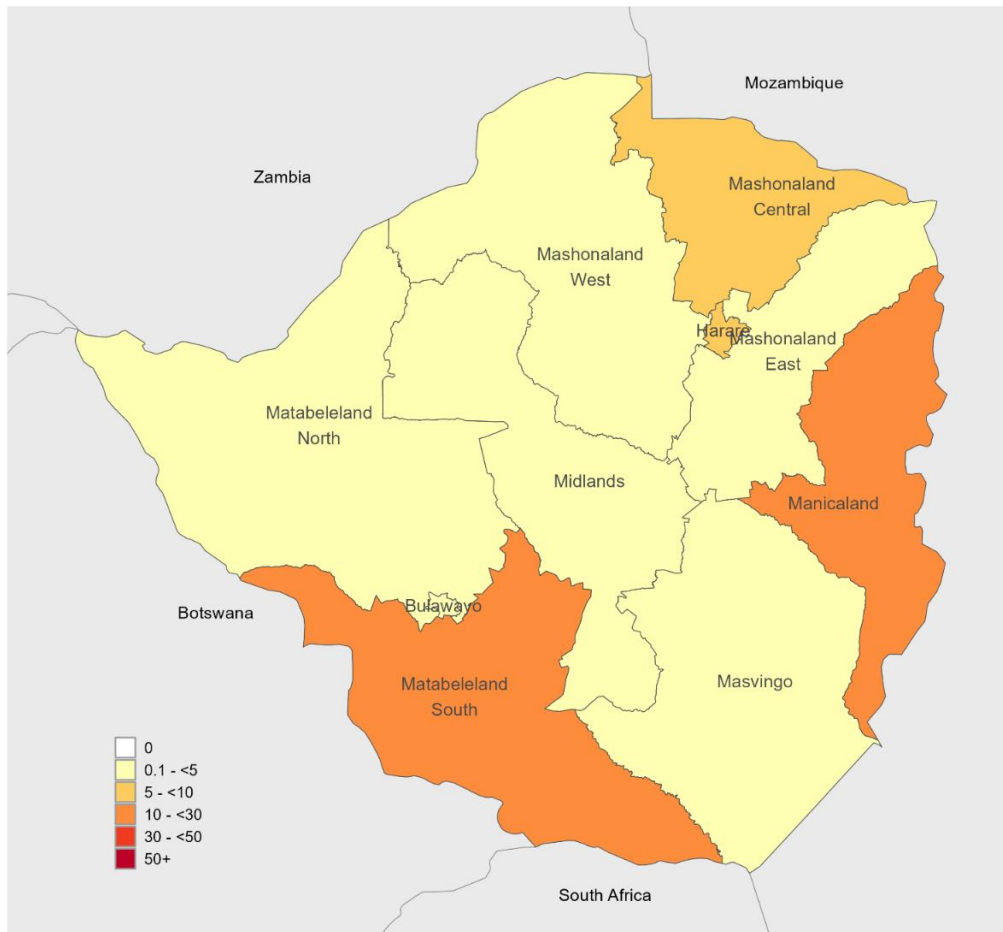 Mozambique
Zambia
Mashonaland
Central
Mashonaland
West
Harare
Mashonaland
East
Matabeleland
North
Midlands
Manicaland
Bulawayo
Botswana
Matabeleland
South
Masvingo
0
0.1 - <5
5 - <10
10 - <30
30 - <50
50+
South Africa